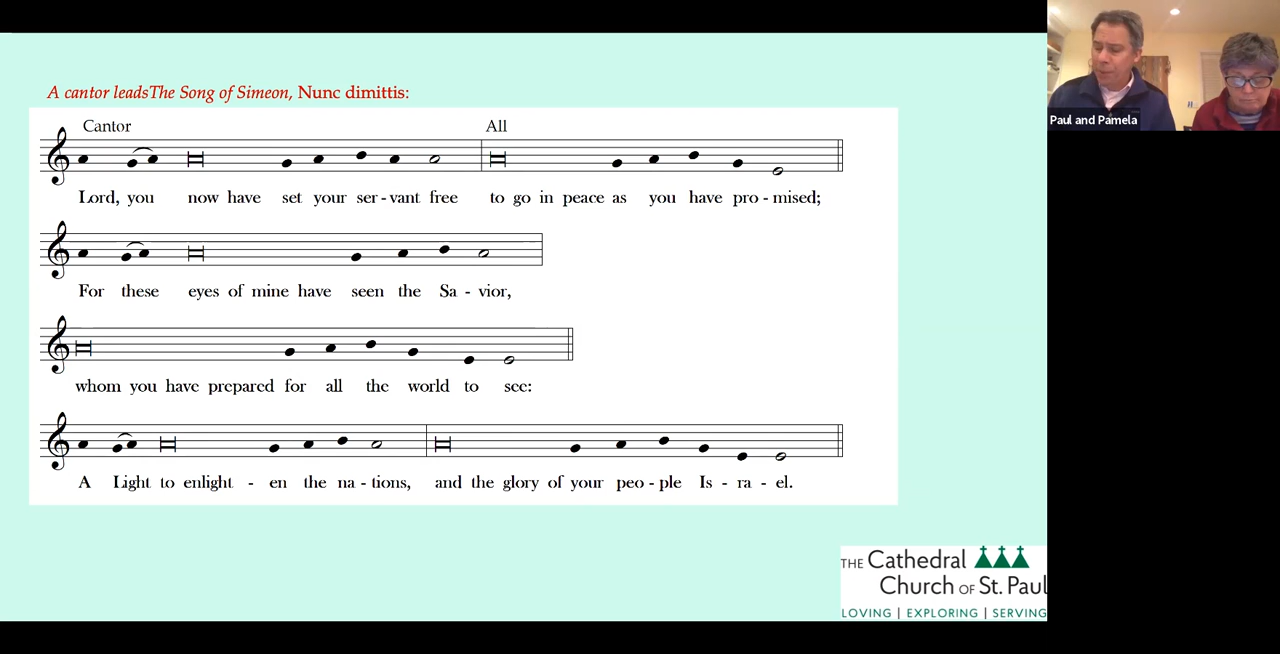 A cantor leadsThe Song of Simeon, Nunc dimittis:
Cantor All
Lord, you now have set your ser - vant free to go in peace as you have pro - mised;
For these eyes of mine have seen the Sa - vior,
whom you have prepared for all the world to see:
A Light to enlight - en the na - tions, and the glory of your peo - ple Is - ra - el.
Paul and Pamela
THE Cathedral
Church OF St. Paul
LOVING | EXPLORING | SERVING